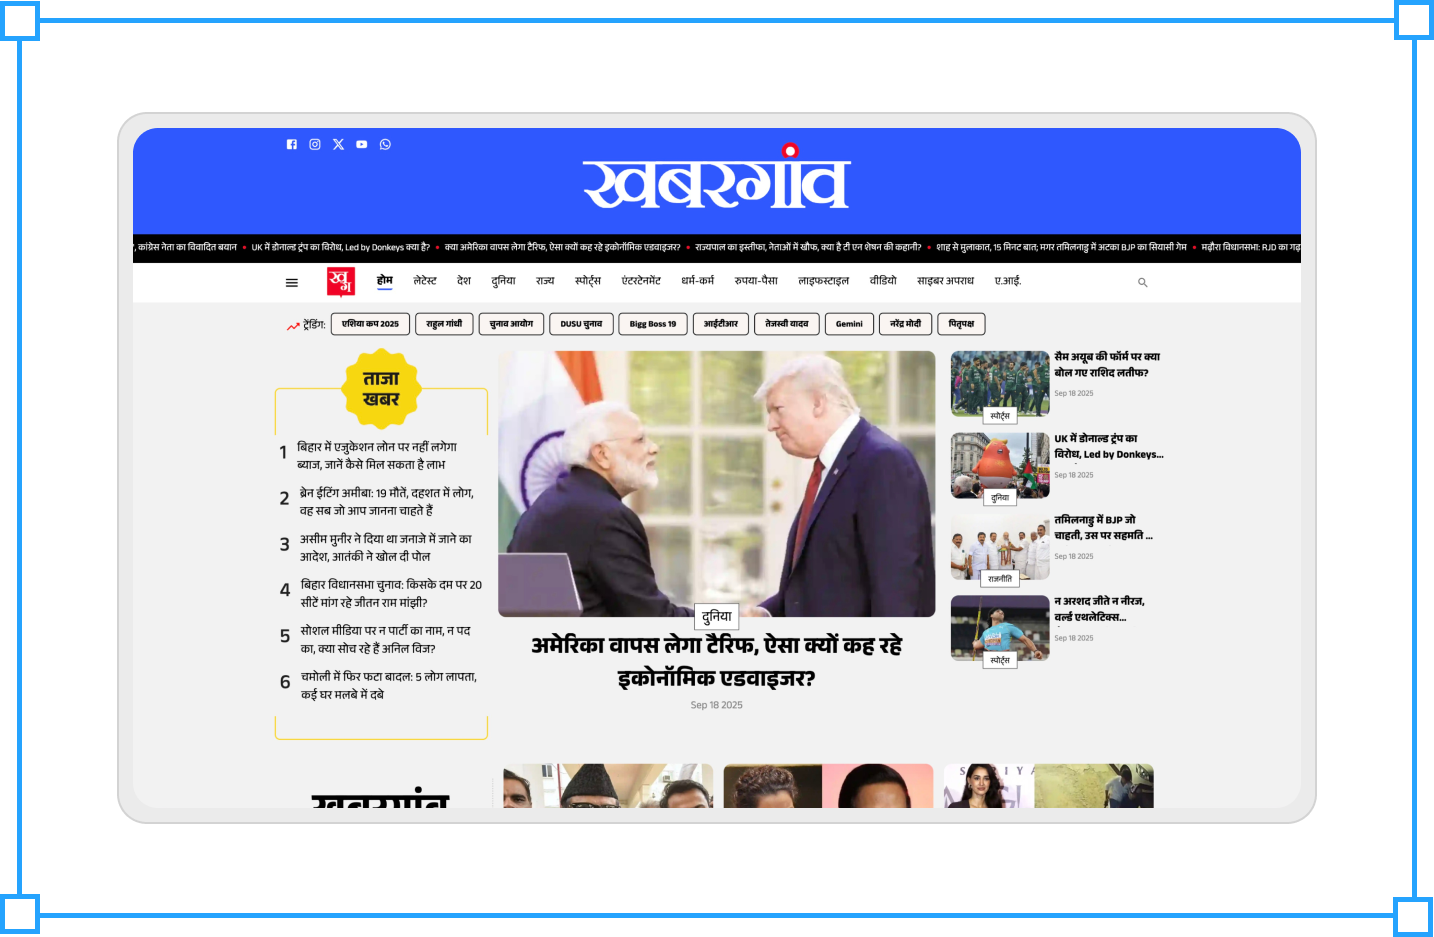 खबरगांव
, कांग्रेस नेता का विवादित बयान • UK में डोनाल्ड ट्रंप का विरोध, Led by Donkeys क्या है? • क्या अमेरिका वापस लेगा टैरिफ, ऐसा क्यों कह रहे इकोनॉमिक एडवाइजर? • राज्यपाल का इस्तीफा, नेताओं में खौफ, क्या है टी एन शेषन की कहानी? • शाह से मुलाकात, 15 मिनट बात; मगर तमिलनाडु में अटका BJP का सियासी गेम • मढ़ौरा विधानसभा: RJD का गढ़
ख ग होम लेटेस्ट देश दुनिया राज्य स्पोर्ट्स एंटरटेनमेंट धर्म-कर्म रुपया-पैसा लाइफस्टाइल वीडियो साइबर अपराध ए.आई.
ट्रेंडिंग: एशिया कप 2025 राहुल गांधी चुनाव आयोग DUSU चुनाव Bigg Boss 19 आईटीआर तेजस्वी यादव Gemini नरेंद्र मोदी पितृपक्ष
ताजा
खबर
1 बिहार में एजुकेशन लोन पर नहीं लगेगा
ब्याज, जानें कैसे मिल सकता है लाभ
2 ब्रेन ईटिंग अमीबा: 19 मौतें, दहशत में लोग,
वह सब जो आप जानना चाहते हैं
3 असीम मुनीर ने दिया था जनाजे में जाने का
आदेश, आतंकी ने खोल दी पोल
4 बिहार विधानसभा चुनाव: किसके दम पर 20
सीटें मांग रहे जीतन राम मांझी?
5 सोशल मीडिया पर न पार्टी का नाम, न पद
का, क्या सोच रहे हैं अनिल विज?
6 चमोली में फिर फटा बादल: 5 लोग लापता,
कई घर मलबे में दबे
दुनिया
अमेरिका वापस लेगा टैरिफ, ऐसा क्यों कह रहे
इकोनॉमिक एडवाइजर?
Sep 18 2025
सैम अयूब की फॉर्म पर क्या
बोल गए राशिद लतीफ?
Sep 18 2025
स्पोर्ट्स
UK में डोनाल्ड ट्रंप का
विरोध, Led by Donkeys...
Sep 18 2025
दुनिया
तमिलनाडु में BJP जो
चाहती, उस पर सहमति ...
Sep 18 2025
राजनीति
न अरशद जीते न नीरज,
वर्ल्ड एथलेटिक्स...
Sep 18 2025
स्पोर्ट्स
खबरगांव